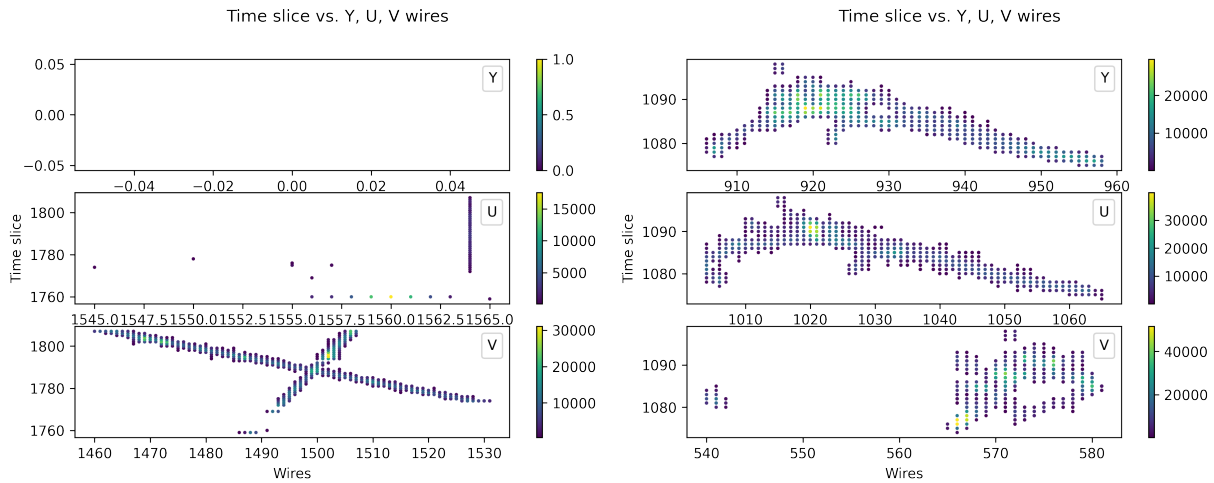 Time slice vs. Y, U, V wires
0.05
0.00
−0.05
−0.04 −0.02 0.00 0.02 0.04
Y
1.0
0.5
0.0
Time slice
1800
1780
1760
1545.0 1547.5 1550.0 1552.5 1555.0 1557.5 1560.0 1562.5 1565.0
U
15000
10000
5000
1800
1780
1760
1460 1470 1480 1490 1500 1510 1520 1530
V
30000
20000
10000
Wires
Time slice vs. Y, U, V wires
1090
1080
910 920 930 940 950 960
Y
20000
10000
Time slice
1090
1080
1010 1020 1030 1040 1050 1060
U
40000
30000
20000
10000
1090
1080
540 550 560 570 580
V
40000
20000
Wires